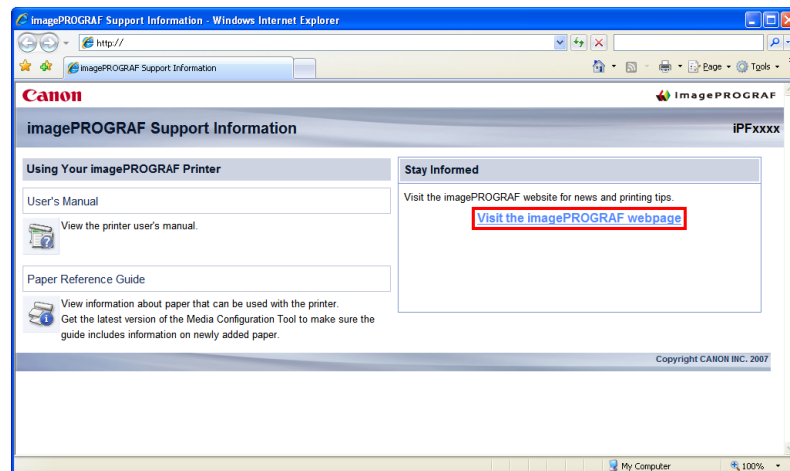 imagePROGRAF Support Information - Windows Internet Explorer
http://
imagePROGRAF Support Information
Page
Tools
Canon
imagePROGRAF
imagePROGRAF Support Information
iPFxxxx
Using Your imagePROGRAF Printer
User's Manual
View the printer user's manual.
Paper Reference Guide
View information about paper that can be used with the printer.
Get the latest version of the Media Configuration Tool to make sure the
guide includes information on newly added paper.
Stay Informed
Visit the imagePROGRAF website for news and printing tips.
Visit the imagePROGRAF webpage
Copyright CANON INC. 2007
My Computer
100%